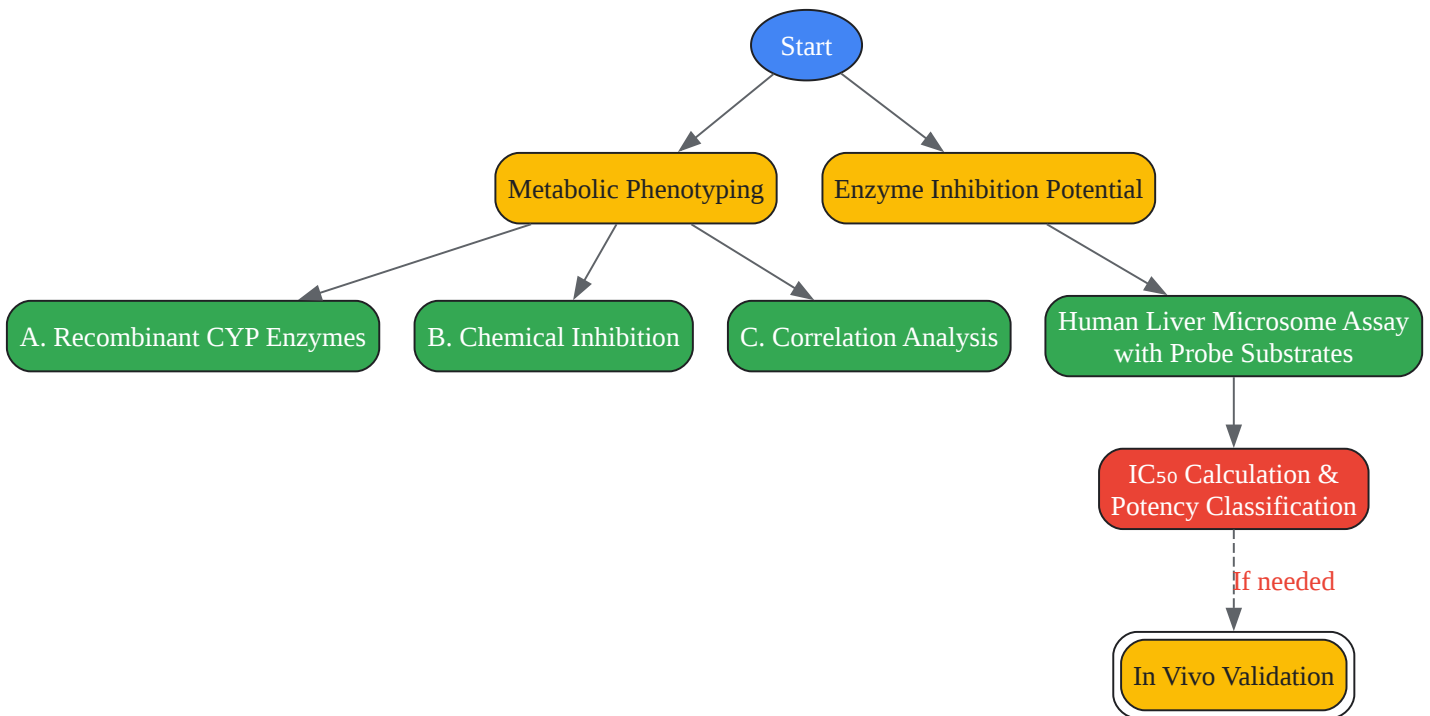 Start
Metabolic Phenotyping
Enzyme Inhibition Potential
A. Recombinant CYP Enzymes
B. Chemical Inhibition
C. Correlation Analysis
Human Liver Microsome Assay
with Probe Substrates
IC₅₀ Calculation &
Potency Classification
If needed
In Vivo Validation